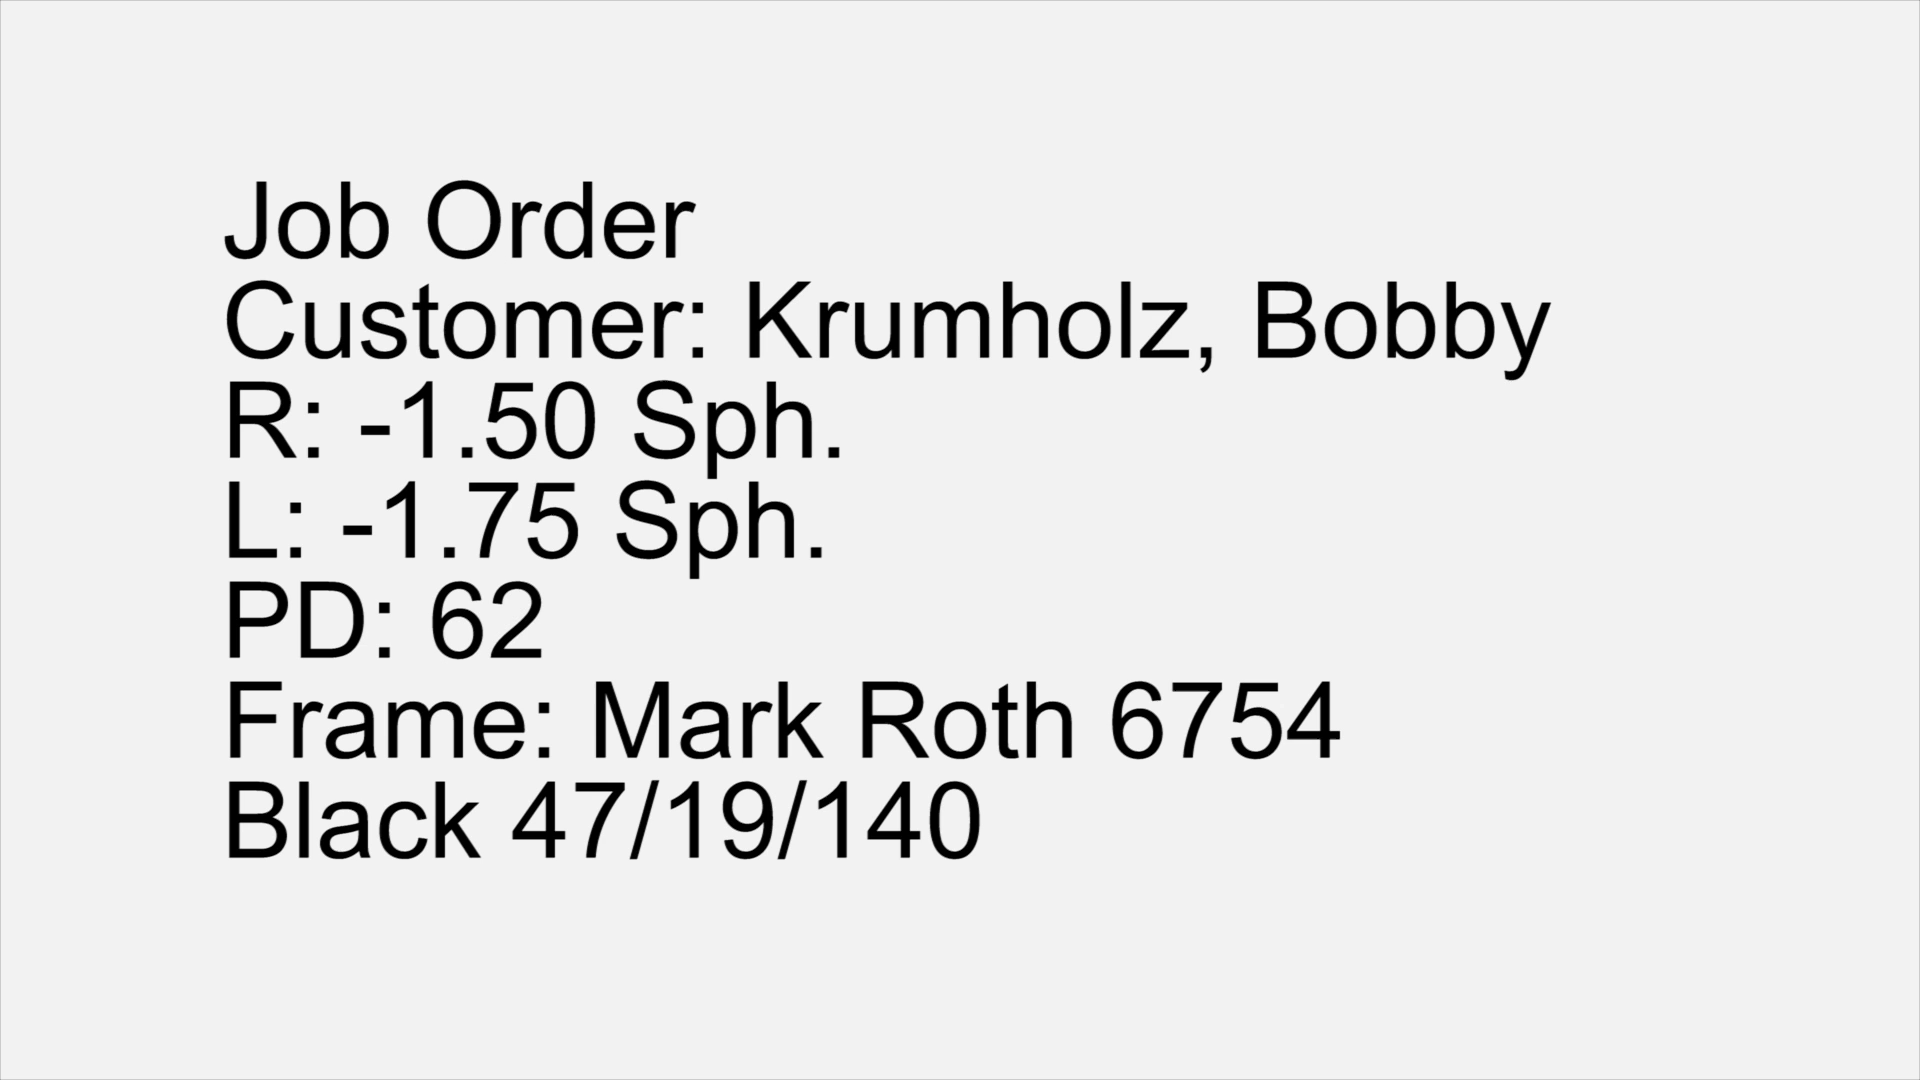 Job Order
Customer: Krumholz, Bobby
R: -1.50 Sph.
L: -1.75 Sph.
PD: 62
Frame: Mark Roth 6754
Black 47/19/140